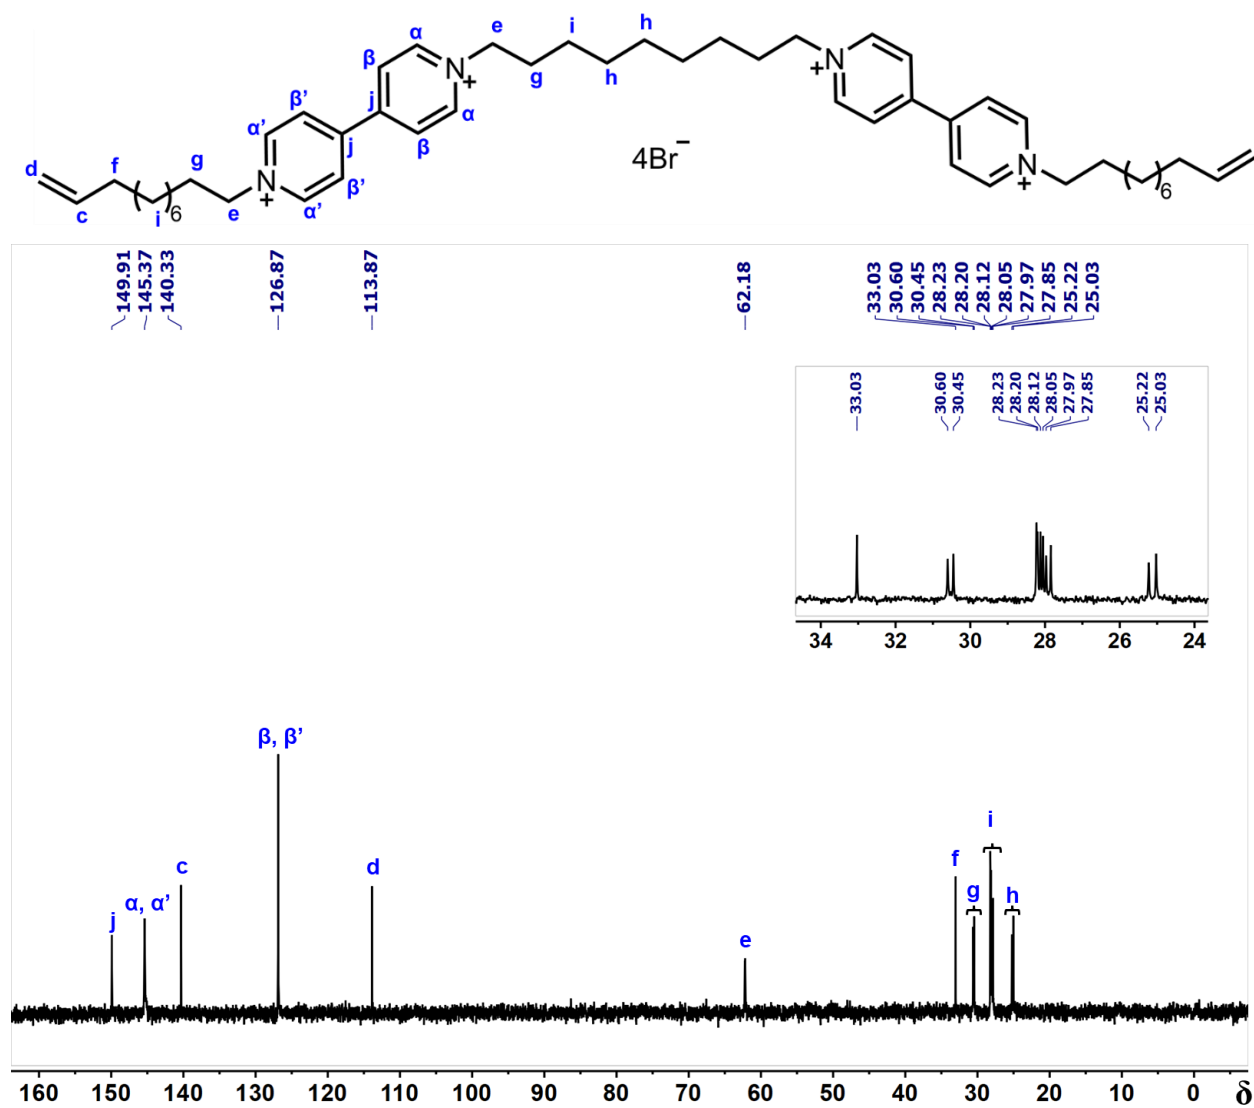 e i h
α
β N + g h + N
β' j α
α' β
d f g j 4Br−
c ( )6 i e N + β' α' N + ( )6
149.91 145.37 140.33 126.87 113.87 62.18 33.03 30.60 30.45 28.23 28.20 28.12 28.05 27.97 27.85 25.22 25.03
33.03 30.60 30.45 28.23 28.20 28.12 28.05 27.97 27.85 25.22 25.03
34 32 30 28 26 24
β, β'
j α, α' c d e f g i h
160 150 140 130 120 110 100 90 80 70 60 50 40 30 20 10 0 δ